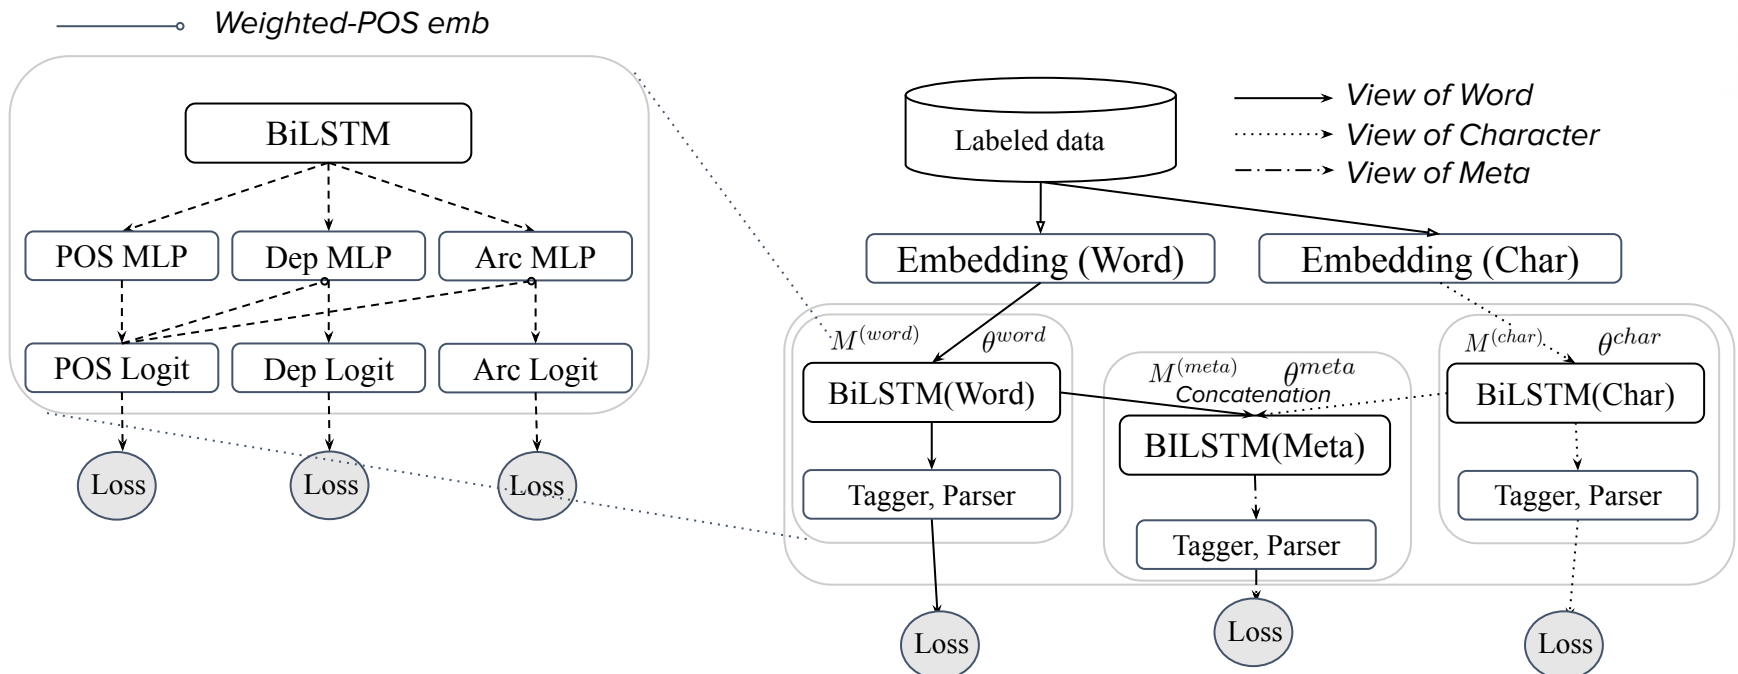 Weighted-POS emb
BiLSTM
POS MLP
Dep MLP
Arc MLP
POS Logit
Dep Logit
Arc Logit
Loss
Loss
Loss
Labeled data
View of Word
View of Character
View of Meta
Embedding (Word)
Embedding (Char)
M^(word) θ^word
BiLSTM(Word)
Tagger, Parser
Loss
M^(meta) θ^meta
Concatenation
BILSTM(Meta)
Tagger, Parser
Loss
M^(char) θ^char
BiLSTM(Char)
Tagger, Parser
Loss